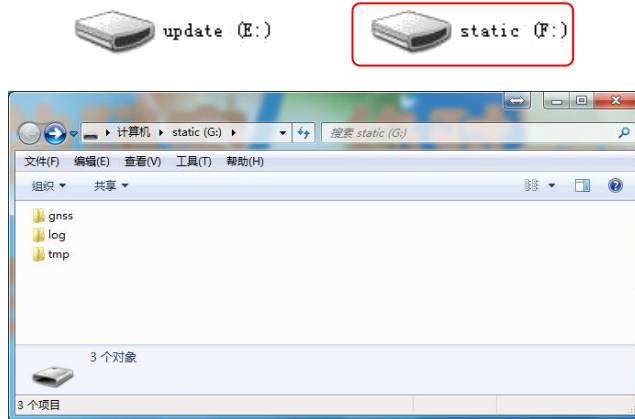 update (E:)
static (F:)
计算机 static (G:)
搜索 static (G:)
文件(F) 编辑(E) 查看(V) 工具(T) 帮助(H)
组织 共享
gnss
log
tmp
3 个对象
3 个项目